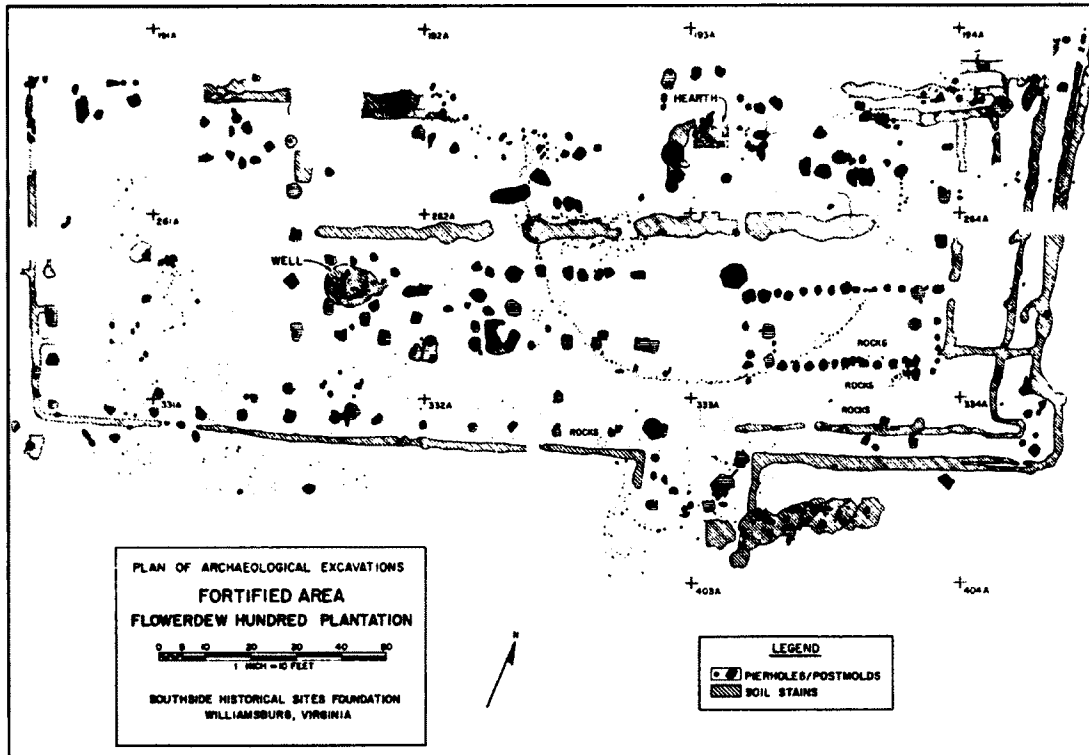 191A
192A
193A
194A
HEARTH
261A
262A
264A
WELL
ROCKS
ROCKS
331A
332A
333A
ROCKS
334A
ROCKS
403A
404A
PLAN OF ARCHAEOLOGICAL EXCAVATIONS
FORTIFIED AREA
FLOWERDEW HUNDRED PLANTATION
0 5 10 20 30 40 50
1 INCH = 10 FEET
SOUTHSIDE HISTORICAL SITES FOUNDATION
WILLIAMSBURG, VIRGINIA
N
LEGEND
PIERHOLES/POSTMOLDS
SOIL STAINS